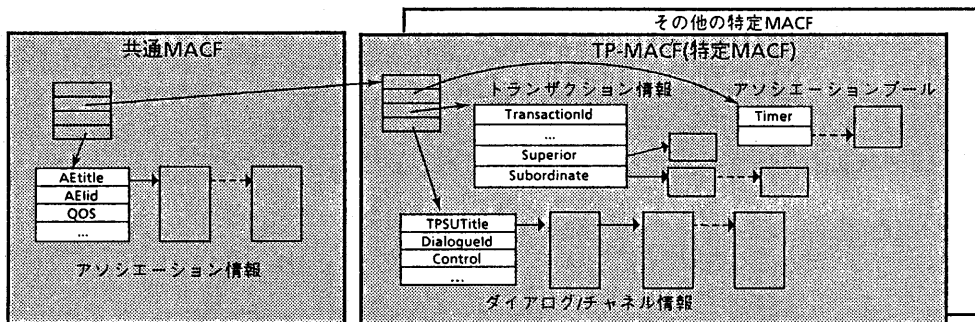 その他の特定MACF
共通MACF
TP-MACF(特定MACF)
トランザクション情報
アソシエーションプール
TransactionId
...
Superior
Subordinate
Timer
AEtitle
AEIid
QOS
...
アソシエーション情報
TPSUTitle
DialogueId
Control
....
ダイアログ/チャネル情報